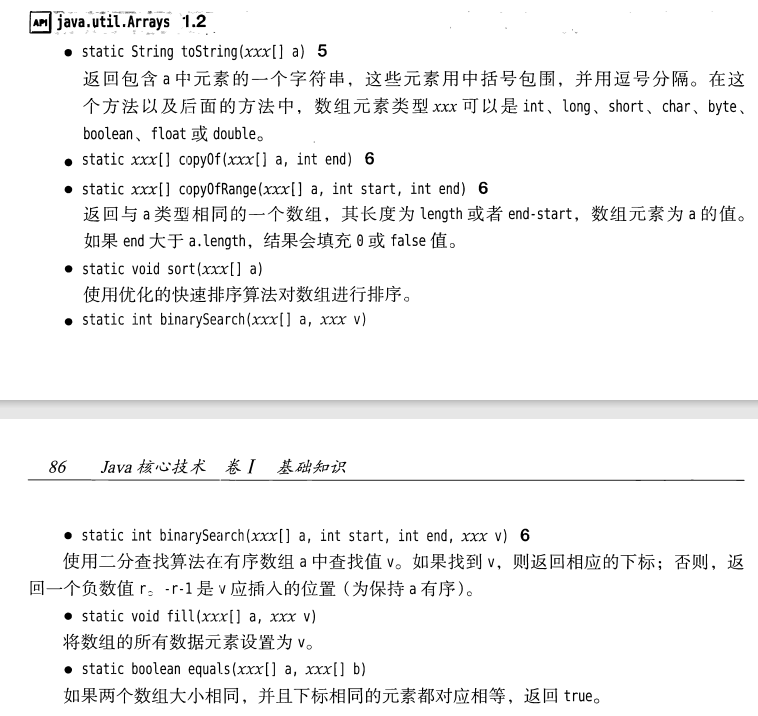 API java.util.Arrays 1.2
● static String toString(xxx[] a) 5
返回包含 a 中元素的一个字符串，这些元素用中括号包围，并用逗号分隔。在这
个方法以及后面的方法中，数组元素类型 xxx 可以是 int、long、short、char、byte、
boolean、float 或 double。
● static xxx[] copyOf(xxx[] a, int end) 6
● static xxx[] copyOfRange(xxx[] a, int start, int end) 6
返回与 a 类型相同的一个数组，其长度为 length 或者 end-start，数组元素为 a 的值。
如果 end 大于 a.length，结果会填充 0 或 false 值。
● static void sort(xxx[] a)
使用优化的快速排序算法对数组进行排序。
● static int binarySearch(xxx[] a, xxx v)
86 Java 核心技术 卷 I 基础知识
● static int binarySearch(xxx[] a, int start, int end, xxx v) 6
使用二分查找算法在有序数组 a 中查找值 v。如果找到 v，则返回相应的下标；否则，返
回一个负数值 r。-r-1 是 v 应插入的位置（为保持 a 有序）。
● static void fill(xxx[] a, xxx v)
将数组的所有数据元素设置为 v。
● static boolean equals(xxx[] a, xxx[] b)
如果两个数组大小相同，并且下标相同的元素都对应相等，返回 true。